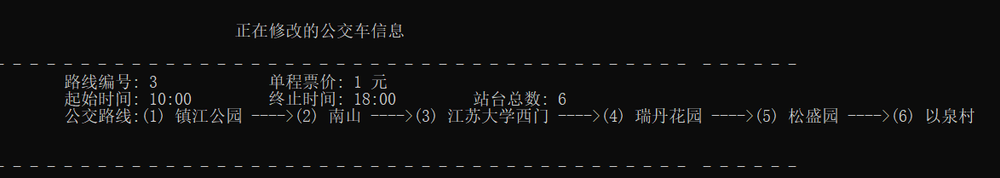 正在修改的公交车信息
- - - - - - - - - - - - - - - - - - - - - - - - - - - - - - - - - - - - - - - - - - - - - - -
路线编号: 3 单程票价: 1 元
起始时间: 10:00 终止时间: 18:00 站台总数: 6
公交路线:(1) 镇江公园 ---->(2) 南山 ---->(3) 江苏大学西门 ---->(4) 瑞丹花园 ---->(5) 松盛园 ---->(6) 以泉村
- - - - - - - - - - - - - - - - - - - - - - - - - - - - - - - - - - - - - - - - - - - - - - -